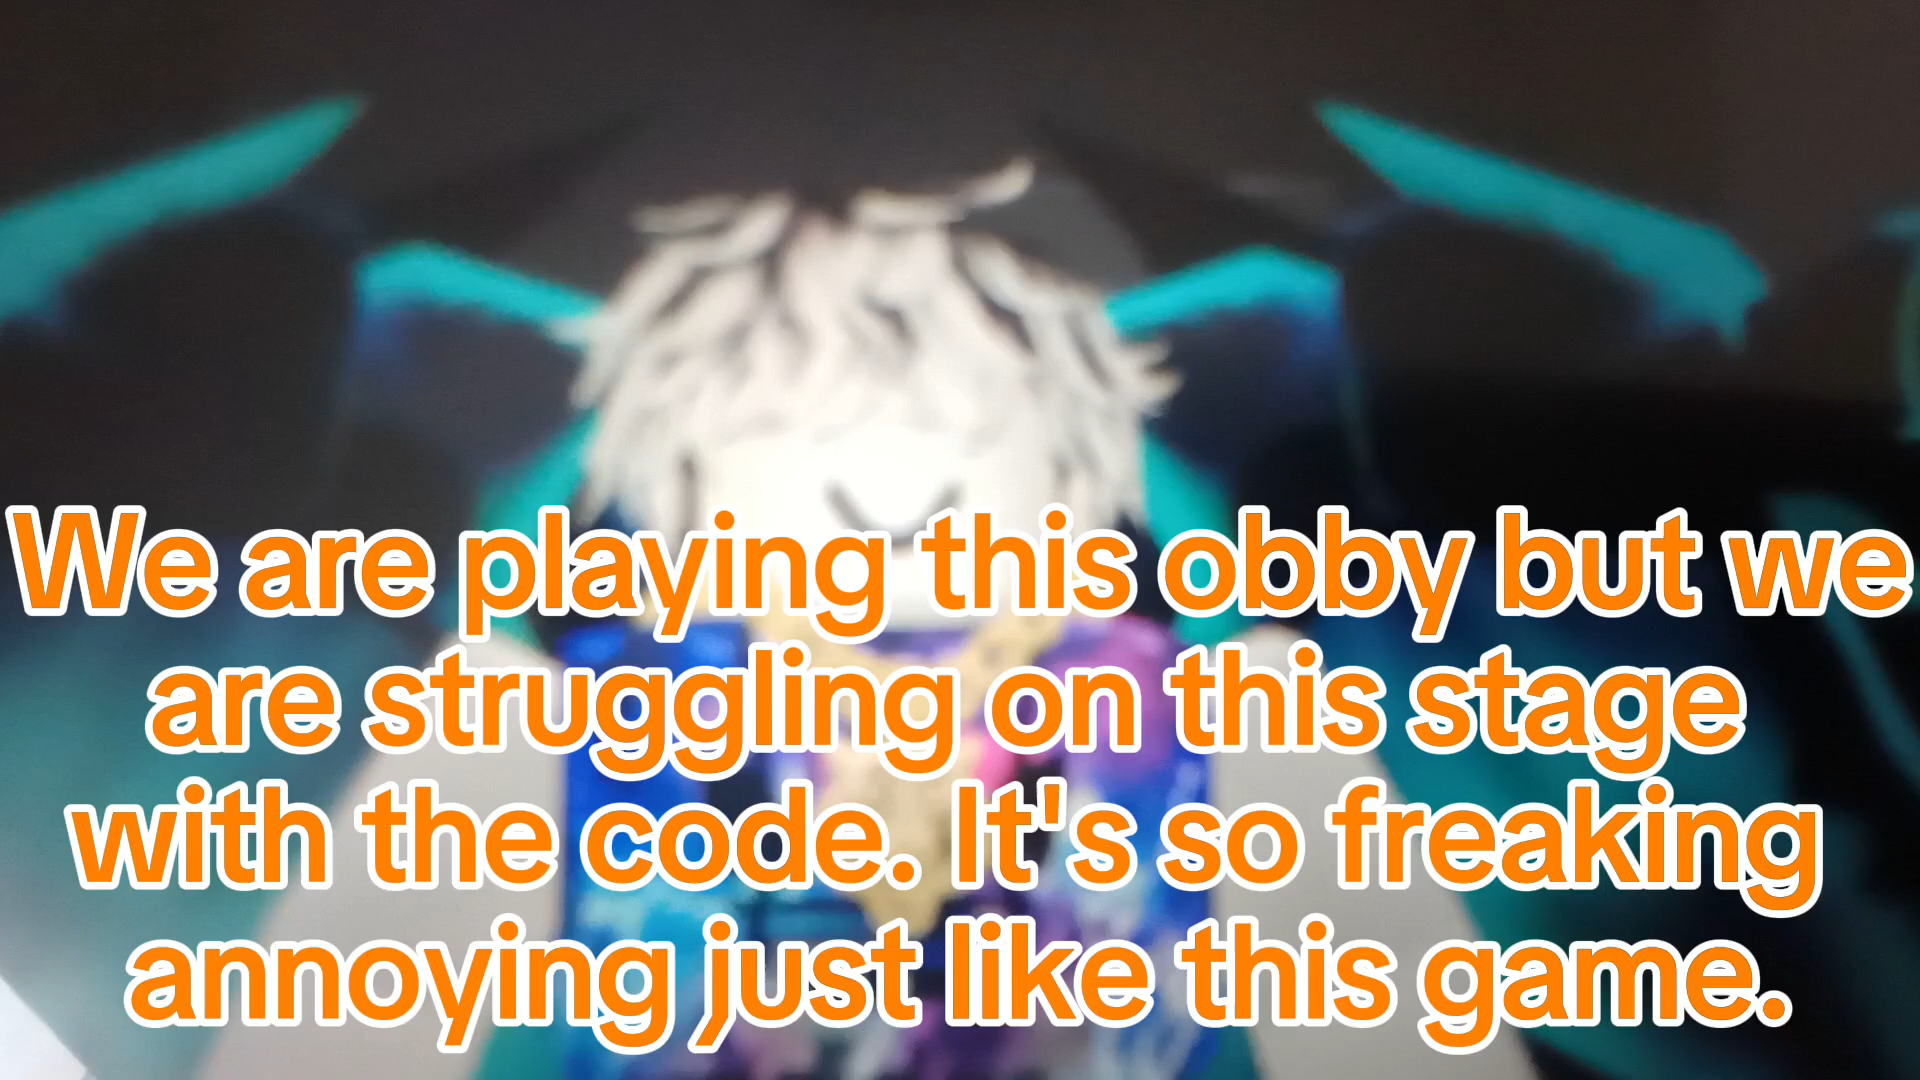 We are playing this obby but we
are struggling on this stage
with the code. It's so freaking
annoying just like this game.